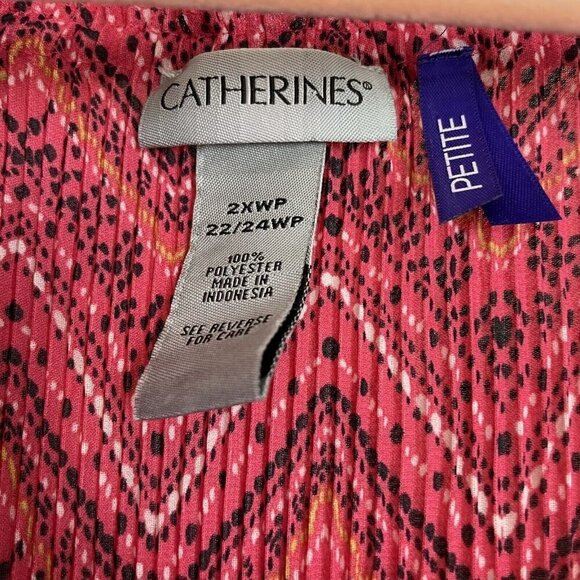 CATHERINES®
PETITE
2XWP
22/24WP
100%
POLYESTER
MADE IN
INDONESIA
SEE REVERSE
FOR CARE